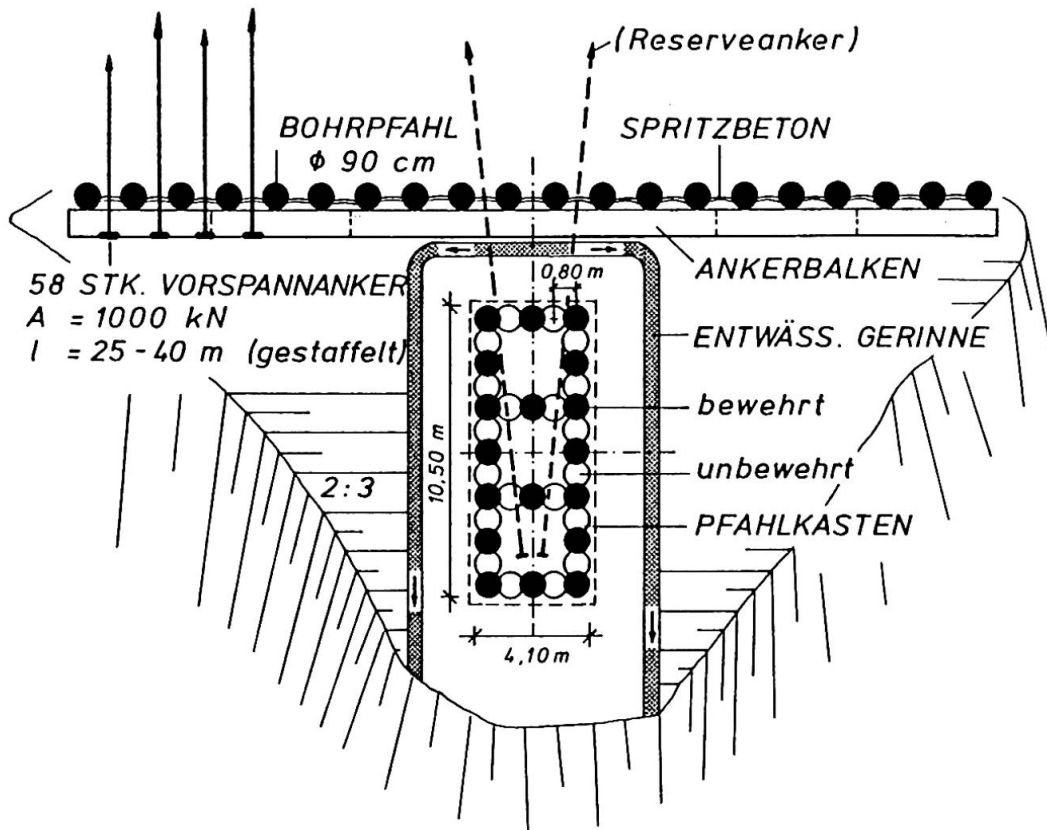 (Reserveanker)
BOHRPFAHL
ϕ 90 cm
SPRITZBETON
58 STK. VORSPANNANKER
A = 1000 kN
l = 25 - 40 m (gestaffelt)
0,80 m
ANKERBALKEN
ENTWÄSS. GERINNE
bewehrt
10,50 m
unbewehrt
2:3
PFAHLKASTEN
4,10 m